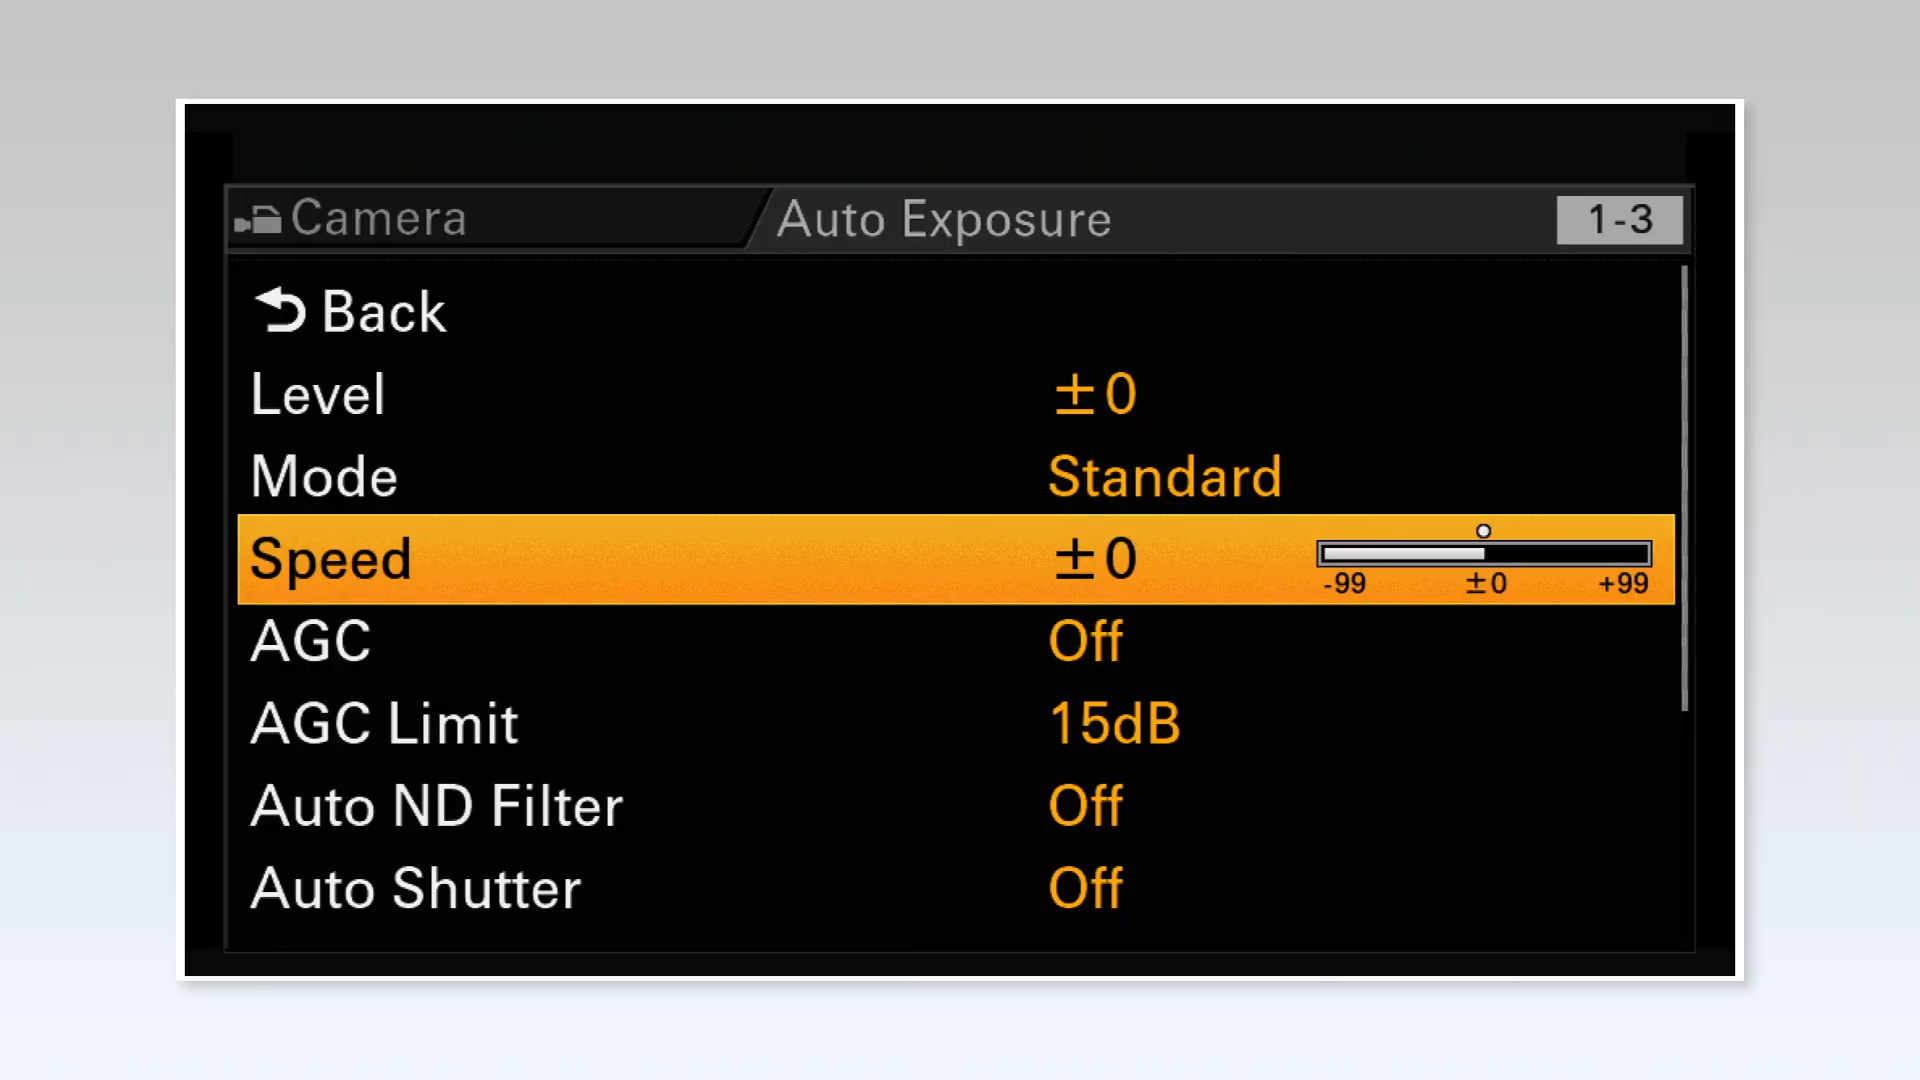 Camera Auto Exposure 1-3
Back
Level ±0
Mode Standard
Speed ±0
-99 ±0 +99
AGC Off
AGC Limit 15dB
Auto ND Filter Off
Auto Shutter Off